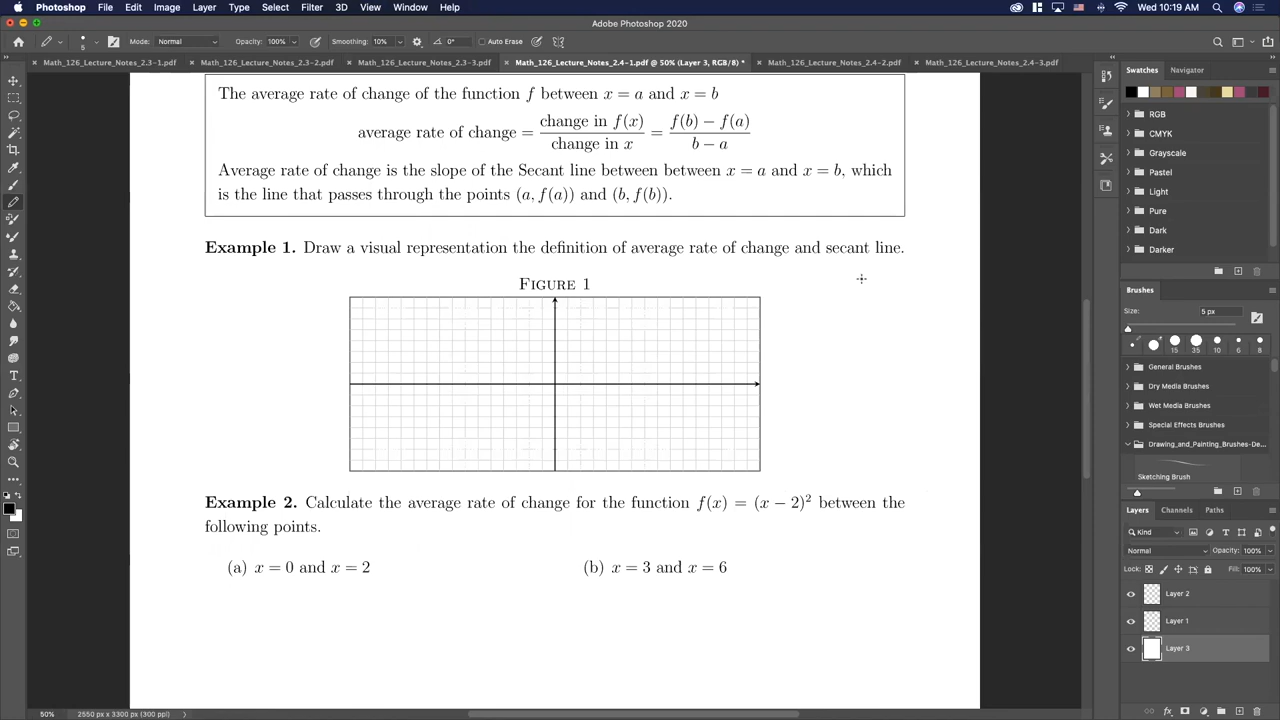 Photoshop File Edit Image Layer Type Select Filter 3D View Window Help Wed 10:19 AM
Adobe Photoshop 2020
Mode: Normal Opacity: 100% Smoothing: 10% 0° Auto Erase
5
Math_126_Lecture_Notes_2.3-1.pdf Math_126_Lecture_Notes_2.3-2.pdf Math_126_Lecture_Notes_2.3-3.pdf Math_126_Lecture_Notes_2.4-1.pdf @ 50% (Layer 3, RGB/8) * Math_126_Lecture_Notes_2.4-2.pdf Math_126_Lecture_Notes_2.4-3.pdf
The average rate of change of the function f between x = a and x = b
average rate of change = change in f(x) / change in x = f(b) − f(a) / b − a
Average rate of change is the slope of the Secant line between between x = a and x = b, which
is the line that passes through the points (a, f(a)) and (b, f(b)).
Example 1. Draw a visual representation the definition of average rate of change and secant line.
Figure 1
Example 2. Calculate the average rate of change for the function f(x) = (x − 2)² between the
following points.
(a) x = 0 and x = 2 (b) x = 3 and x = 6
50% 2550 px x 3300 px (300 ppi)
Swatches Navigator
RGB
CMYK
Grayscale
Pastel
Light
Pure
Dark
Darker
Brushes
Size: 5 px
15 35 10 6 8
General Brushes
Dry Media Brushes
Wet Media Brushes
Special Effects Brushes
Drawing_and_Painting_Brushes-De...
Sketching Brush
Layers Channels Paths
Kind
Normal Opacity: 100%
Lock: Fill: 100%
Layer 2
Layer 1
Layer 3